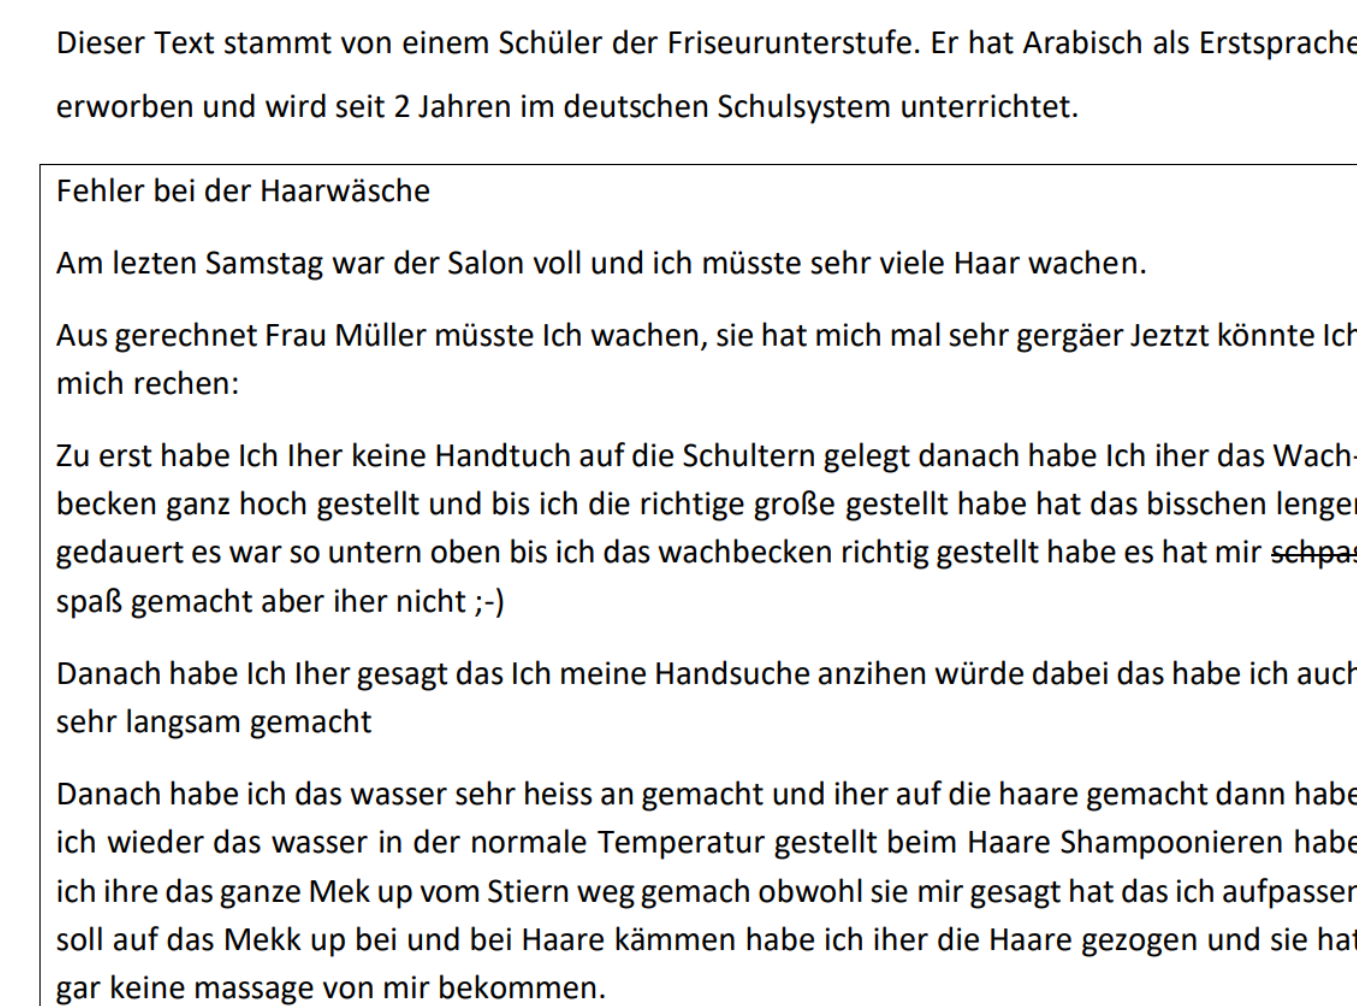 Dieser Text stammt von einem Schüler der Friseurunterstufe. Er hat Arabisch als Erstsprache
erworben und wird seit 2 Jahren im deutschen Schulsystem unterrichtet.
Fehler bei der Haarwäsche
Am lezten Samstag war der Salon voll und ich müsste sehr viele Haar wachen.
Aus gerechnet Frau Müller müsste Ich wachen, sie hat mich mal sehr gergäer Jeztzt könnte Ich
mich rechen:
Zu erst habe Ich Iher keine Handtuch auf die Schultern gelegt danach habe Ich iher das Wach-
becken ganz hoch gestellt und bis ich die richtige große gestellt habe hat das bisschen lenger
gedauert es war so untern oben bis ich das wachbecken richtig gestellt habe es hat mir schpas
spaß gemacht aber iher nicht ;-)
Danach habe Ich Iher gesagt das Ich meine Handsuche anzihen würde dabei das habe ich auch
sehr langsam gemacht
Danach habe ich das wasser sehr heiss an gemacht und iher auf die haare gemacht dann habe
ich wieder das wasser in der normale Temperatur gestellt beim Haare Shampoonieren habe
ich ihre das ganze Mek up vom Stiern weg gemach obwohl sie mir gesagt hat das ich aufpassen
soll auf das Mekk up bei und bei Haare kämmen habe ich iher die Haare gezogen und sie hat
gar keine massage von mir bekommen.